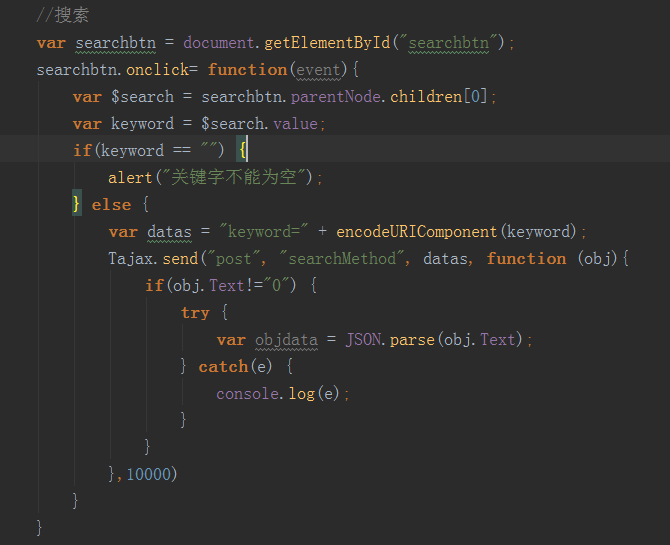 //搜索
var searchbtn = document.getElementById("searchbtn");
searchbtn.onclick= function(event){
var $search = searchbtn.parentNode.children[0];
var keyword = $search.value;
if(keyword == "") {
alert("关键字不能为空");
} else {
var datas = "keyword=" + encodeURIComponent(keyword);
Tajax.send("post", "searchMethod", datas, function (obj){
if(obj.Text!="0") {
try {
var objdata = JSON.parse(obj.Text);
} catch(e) {
console.log(e);
}
}
},10000)
}
}